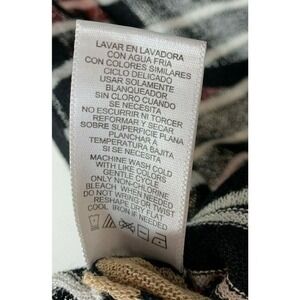 LAVAR EN LAVADORA
CON AGUA FRIA
CON COLORES SIMILARES
CICLO DELICADO
USAR SOLAMENTE
BLANQUEADOR
SIN CLORO CUANDO
SE NECESITA
NO ESCURRIR NI TORCER
REFORMAR Y SECAR
SOBRE SUPERFICIE PLANA
PLANCHAR A
TEMPERATURA BAJITA
SI SE NECESITA
MACHINE WASH COLD
WITH LIKE COLORS
GENTLE CYCLE
ONLY NON-CHLORINE
BLEACH WHEN NEEDED
DO NOT WRING OR TWIST
RESHAPE DRY FLAT
COOL IRON IF NEEDED